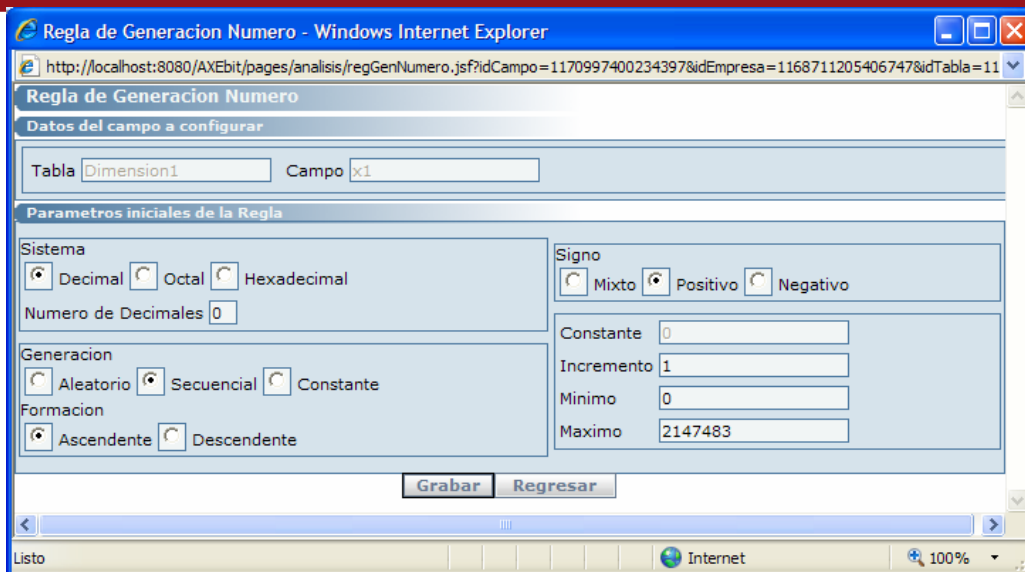 Regla de Generacion Numero - Windows Internet Explorer
http://localhost:8080/AXEbit/pages/analisis/regGenNumero.jsf?idCampo=1170997400234397&idEmpresa=1168711205406747&idTabla=11
Regla de Generacion Numero
Datos del campo a configurar
Tabla Dimension1 Campo x1
Parametros iniciales de la Regla
Sistema
Decimal Octal Hexadecimal
Numero de Decimales 0
Generacion
Aleatorio Secuencial Constante
Formacion
Ascendente Descendente
Signo
Mixto Positivo Negativo
Constante 0
Incremento 1
Minimo 0
Maximo 2147483
Grabar Regresar
Listo Internet 100%